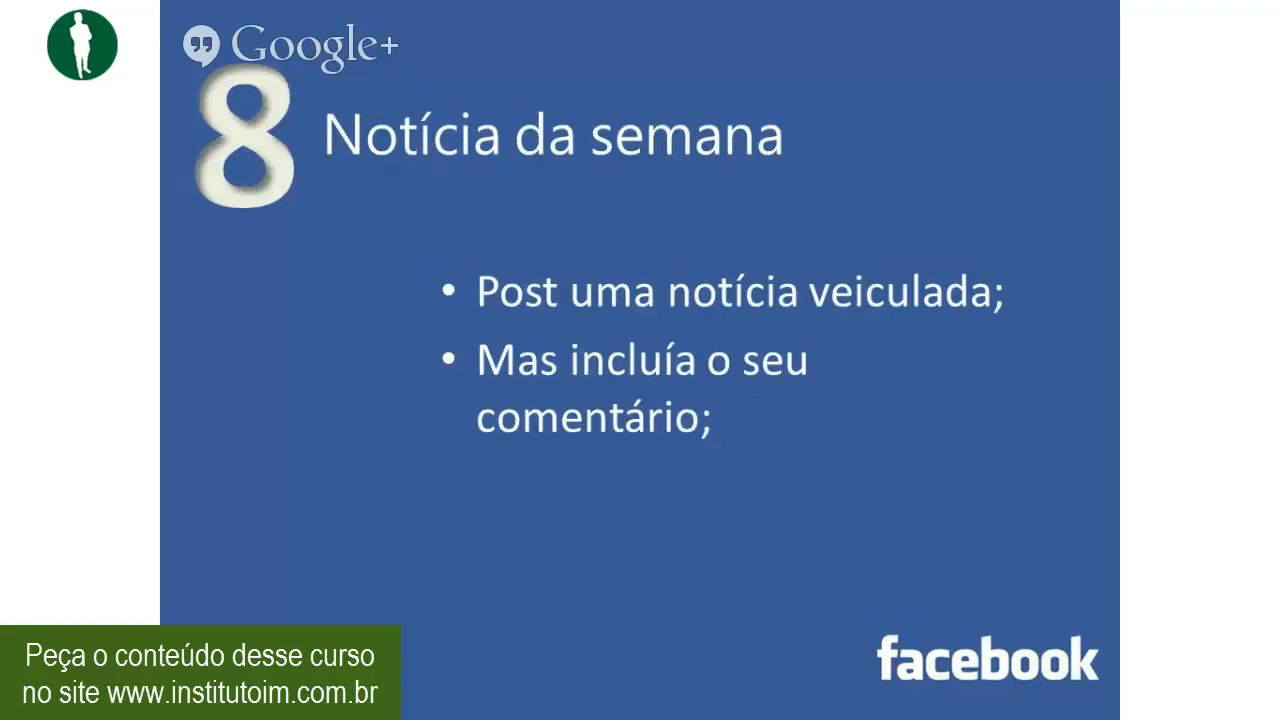 Google+
8
Notícia da semana
• Post uma notícia veiculada;
• Mas incluía o seu
comentário;
facebook
Peça o conteúdo desse curso
no site www.institutoim.com.br